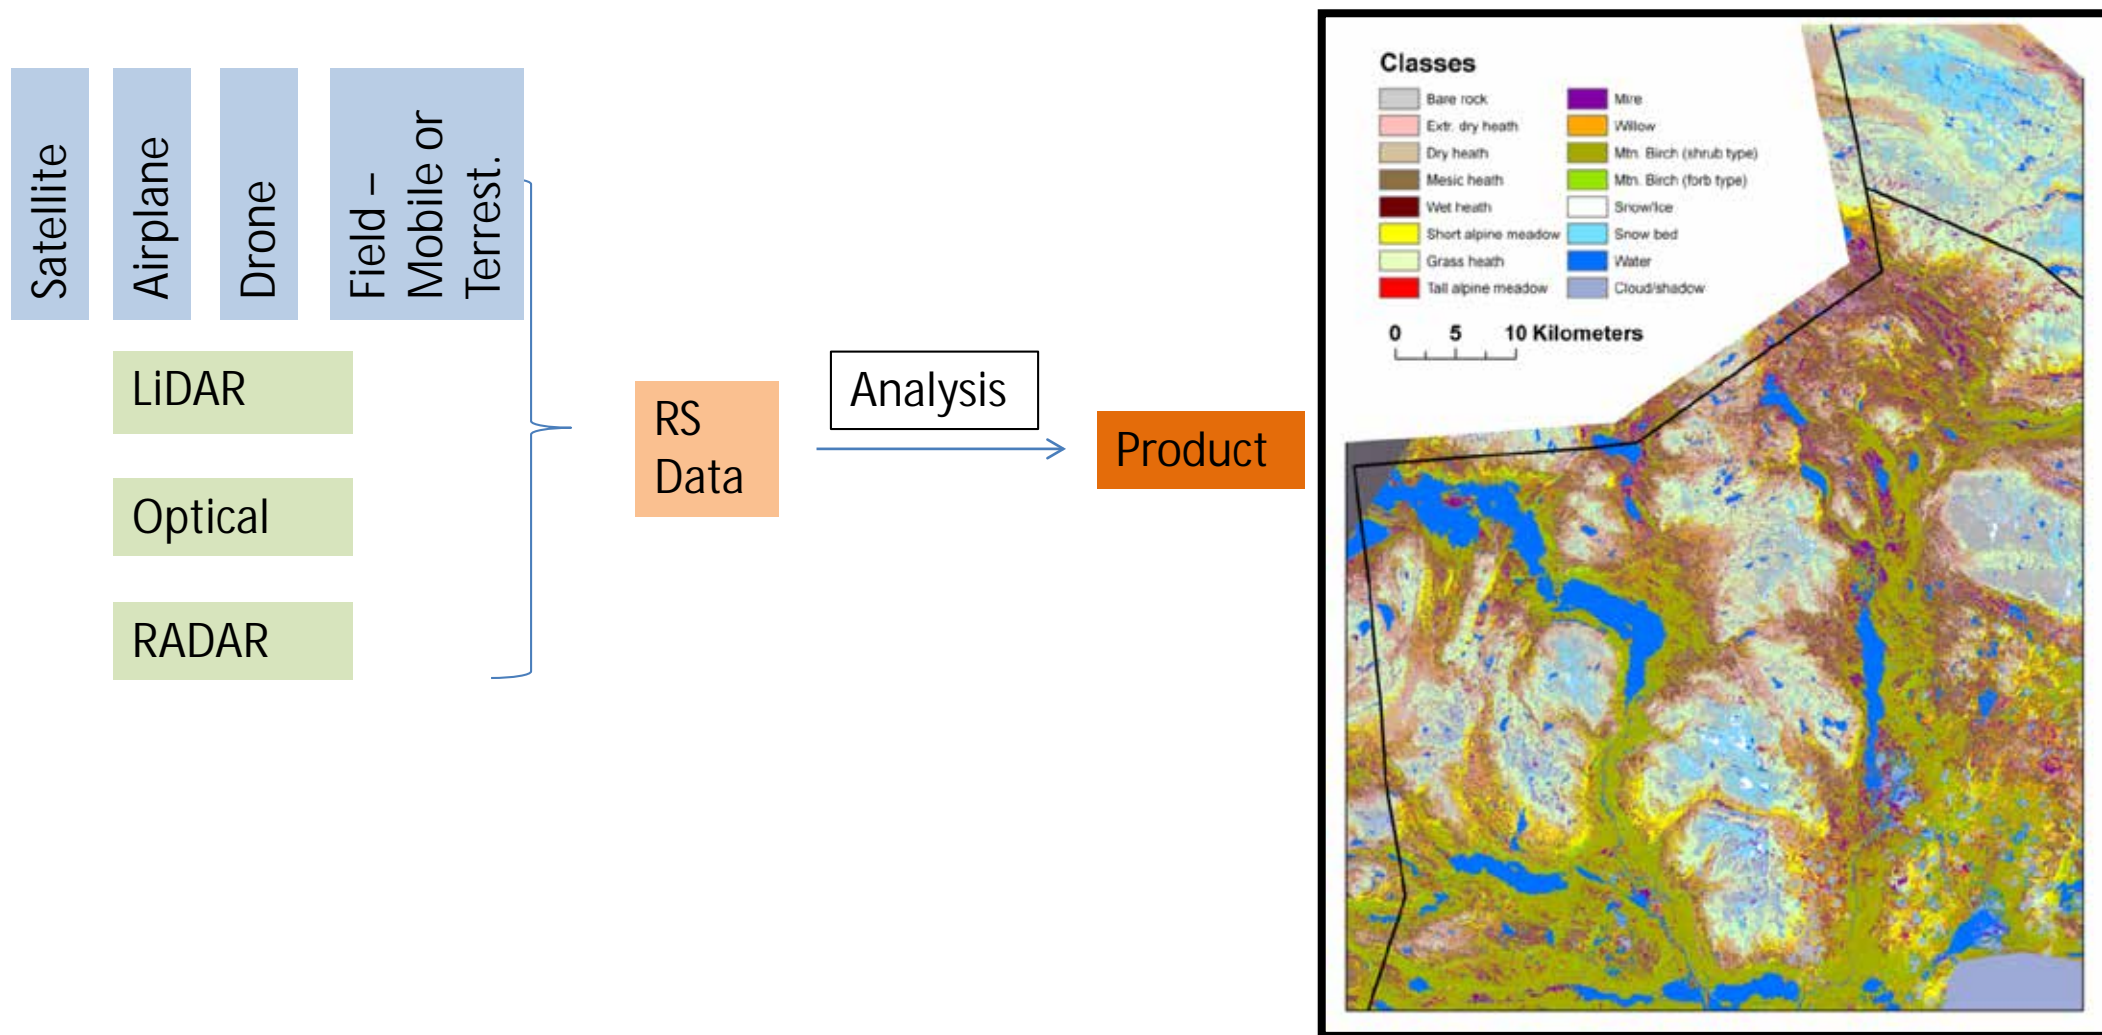 Satellite
Airplane
Drone
Field –
Mobile or
Terrest.
LiDAR
Optical
RADAR
RS
Data
Analysis
Product
Classes
Bare rock
Extr. dry heath
Dry heath
Mesic heath
Wet heath
Short alpine meadow
Grass heath
Tall alpine meadow
Mire
Willow
Mtn. Birch (shrub type)
Mtn. Birch (forb type)
Snow/Ice
Snow bed
Water
Cloud/shadow
0 5 10 Kilometers